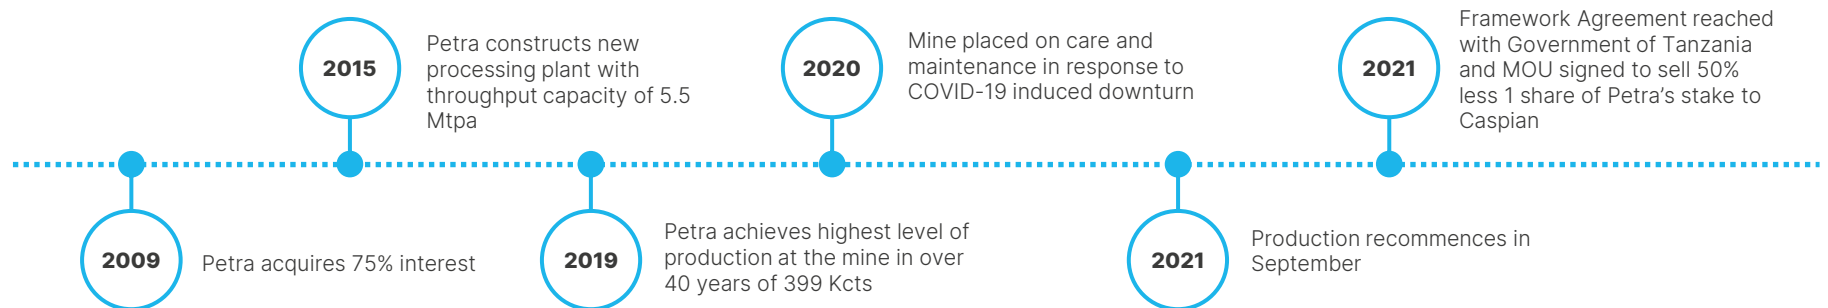 2009
Petra acquires 75% interest
2015
Petra constructs new
processing plant with
throughput capacity of 5.5
Mtpa
2019
Petra achieves highest level of
production at the mine in over
40 years of 399 Kcts
2020
Mine placed on care and
maintenance in response to
COVID-19 induced downturn
2021
Production recommences in
September
2021
Framework Agreement reached
with Government of Tanzania
and MOU signed to sell 50%
less 1 share of Petra’s stake to
Caspian